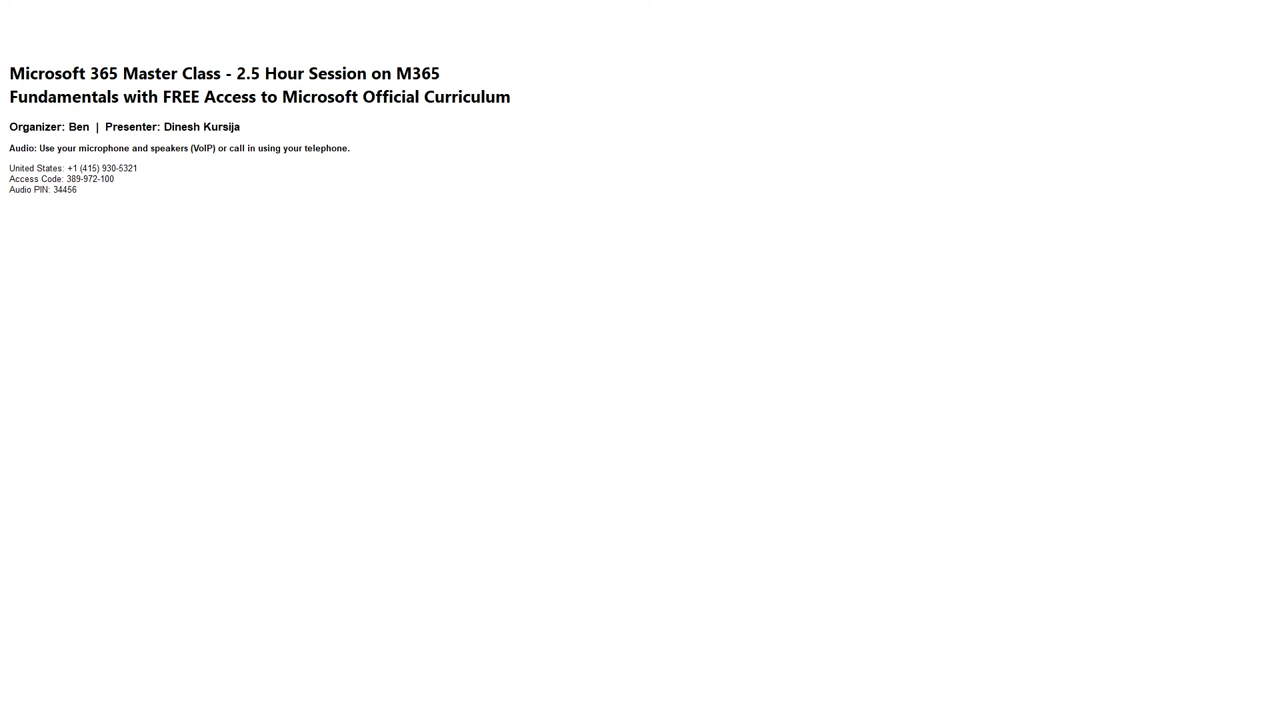 Microsoft 365 Master Class - 2.5 Hour Session on M365
Fundamentals with FREE Access to Microsoft Official Curriculum
Organizer: Ben | Presenter: Dinesh Kursija
Audio: Use your microphone and speakers (VoIP) or call in using your telephone.
United States: +1 (415) 930-5321
Access Code: 389-972-100
Audio PIN: 34456